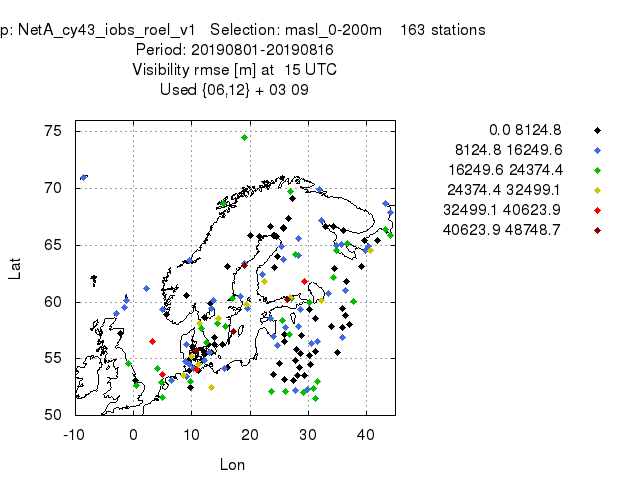 p: NetA_cy43_iobs_roel_v1 Selection: masl_0-200m 163 stations
Period: 20190801-20190816
Visibility rmse [m] at 15 UTC
Used {06,12} + 03 09
0.0 8124.8
8124.8 16249.6
16249.6 24374.4
24374.4 32499.1
32499.1 40623.9
40623.9 48748.7
Lat
75
70
65
60
55
50
-10 0 10 20 30 40
Lon